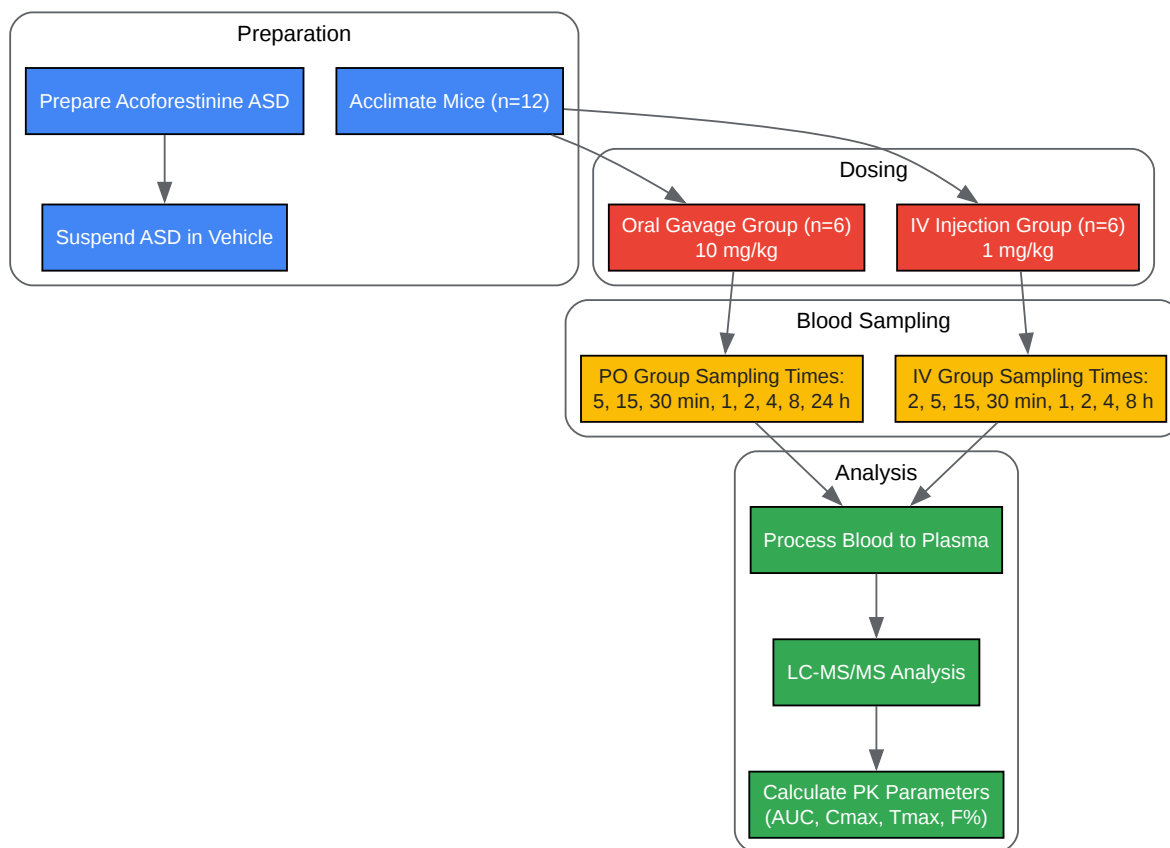 Preparation
Prepare Acoforestinine ASD
Acclimate Mice (n=12)
Suspend ASD in Vehicle
Dosing
Oral Gavage Group (n=6)
10 mg/kg
IV Injection Group (n=6)
1 mg/kg
Blood Sampling
PO Group Sampling Times:
5, 15, 30 min, 1, 2, 4, 8, 24 h
IV Group Sampling Times:
2, 5, 15, 30 min, 1, 2, 4, 8 h
Analysis
Process Blood to Plasma
LC-MS/MS Analysis
Calculate PK Parameters
(AUC, Cmax, Tmax, F%)